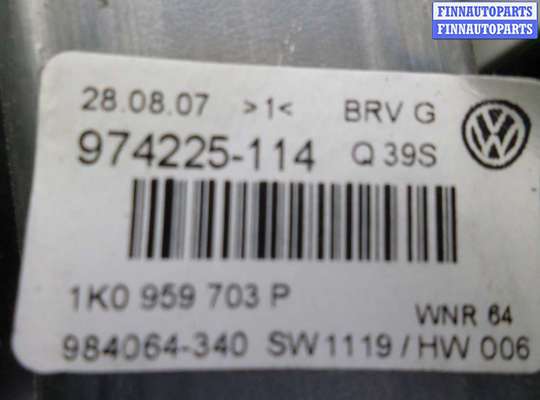 FINNAUTOPARTS
FINNAUTOPARTS
28.08.07 >1< BRV G
974225-114 Q 39S
1K0 959 703 P
WNR 64
984064-340 SW1119 / HW 006